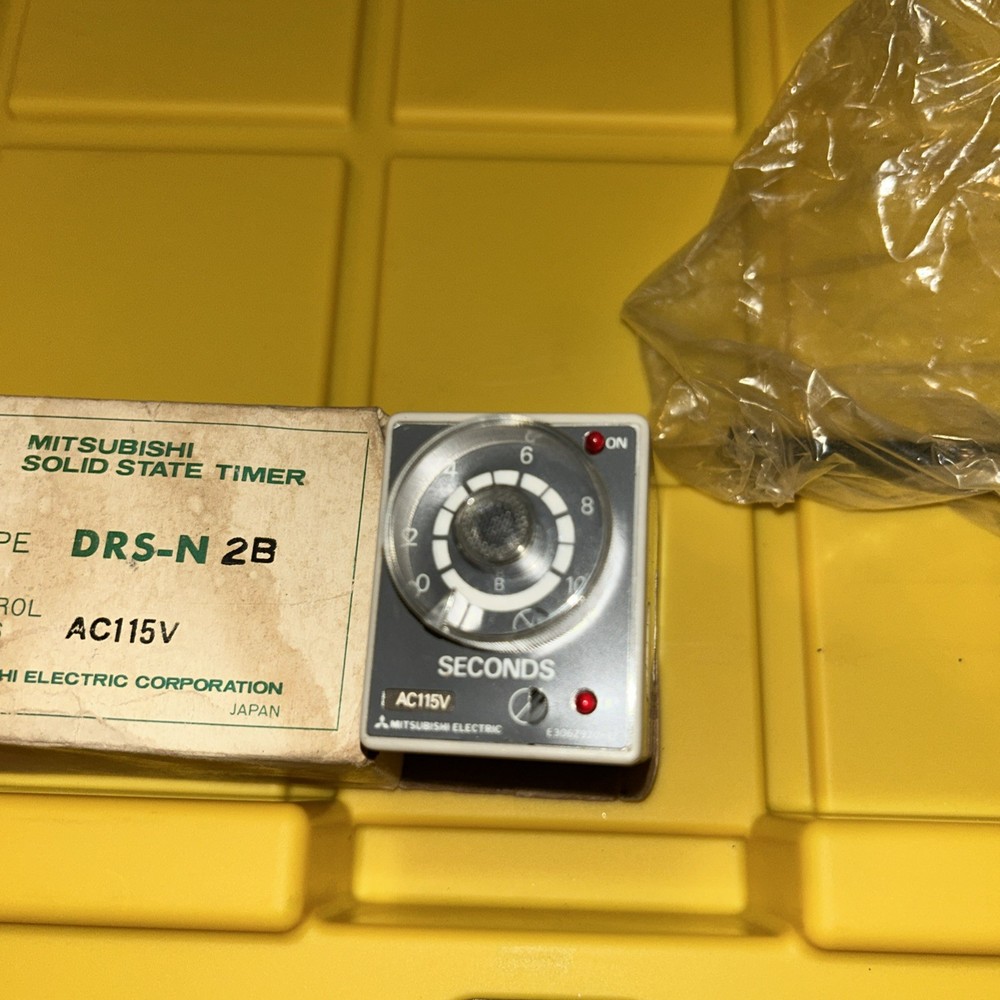 MITSUBISHI
SOLID STATE TIMER
PE DRS-N 2B
ROL
AC115V
HI ELECTRIC CORPORATION
JAPAN
ON
6
4
8
2
0
10
B
SECONDS
AC115V
MITSUBISHI ELECTRIC